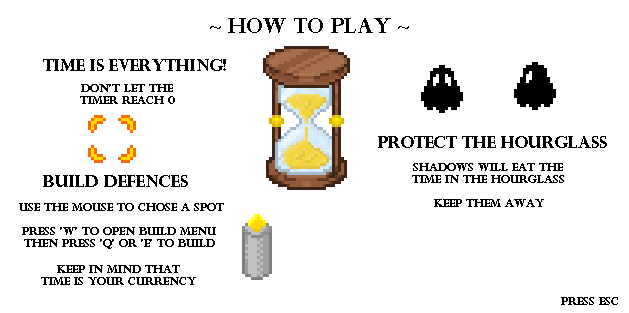 ~ HOW TO PLAY ~
TIME IS EVERYTHING!
DON'T LET THE
TIMER REACH 0
BUILD DEFENCES
USE THE MOUSE TO CHOSE A SPOT
PRESS 'W' TO OPEN BUILD MENU
THEN PRESS 'Q' OR 'E' TO BUILD
KEEP IN MIND THAT
TIME IS YOUR CURRENCY
PROTECT THE HOURGLASS
SHADOWS WILL EAT THE
TIME IN THE HOURGLASS
KEEP THEM AWAY
PRESS ESC